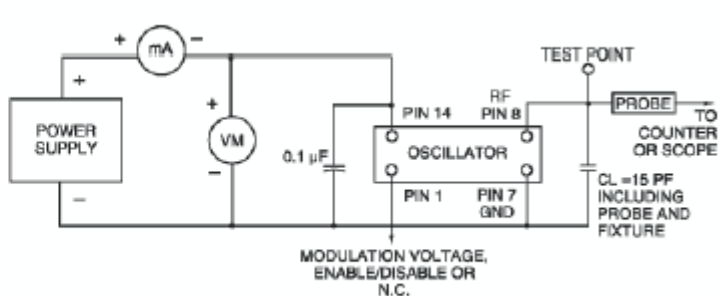 +
mA
-
TEST POINT
+
POWER
SUPPLY
-
+
VM
-
0.1 µF
PIN 14
RF
PIN 8
OSCILLATOR
PIN 1
PIN 7
GND
PROBE
TO
COUNTER
OR SCOPE
CL =15 PF
INCLUDING
PROBE AND
FIXTURE
MODULATION VOLTAGE,
ENABLE/DISABLE OR
N.C.